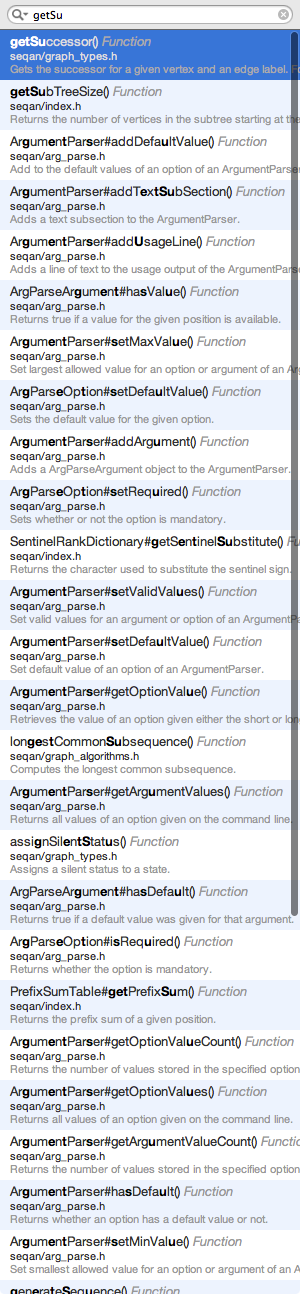 getSu
getSuccessor() Function
seqan/graph_types.h
Gets the successor for a given vertex and an edge label.
getSubTreeSize() Function
seqan/index.h
Returns the number of vertices in the subtree starting at the
ArgumentParser#addDefaultValue() Function
seqan/arg_parse.h
Add to the default values of an option of an ArgumentParser
ArgumentParser#addTextSubSection() Function
seqan/arg_parse.h
Adds a text subsection to the ArgumentParser.
ArgumentParser#addUsageLine() Function
seqan/arg_parse.h
Adds a line of text to the usage output of the ArgumentParse
ArgParseArgument#hasValue() Function
seqan/arg_parse.h
Returns true if a value for the given position is available.
ArgumentParser#setMaxValue() Function
seqan/arg_parse.h
Set largest allowed value for an option or argument of an Arg
ArgParseOption#setDefaultValue() Function
seqan/arg_parse.h
Sets the default value for the given option.
ArgumentParser#addArgument() Function
seqan/arg_parse.h
Adds a ArgParseArgument object to the ArgumentParser.
ArgParseOption#setRequired() Function
seqan/arg_parse.h
Sets whether or not the option is mandatory.
SentinelRankDictionary#getSentinelSubstitute() Fu
seqan/index.h
Returns the character used to substitute the sentinel sign.
ArgumentParser#setValidValues() Function
seqan/arg_parse.h
Set valid values for an argument or option of an ArgumentPa
ArgumentParser#setDefaultValue() Function
seqan/arg_parse.h
Set default value of an option of an ArgumentParser.
ArgumentParser#getOptionValue() Function
seqan/arg_parse.h
Retrieves the value of an option given either the short or lon
longestCommonSubsequence() Function
seqan/graph_algorithms.h
Computes the longest common subsequence.
ArgumentParser#getArgumentValues() Function
seqan/arg_parse.h
Returns all values of an option given on the command line.
assignSilentStatus() Function
seqan/graph_types.h
Assigns a silent status to a state.
ArgParseArgument#hasDefault() Function
seqan/arg_parse.h
Returns true if a default value was given for that argument.
ArgParseOption#isRequired() Function
seqan/arg_parse.h
Returns whether the option is mandatory.
PrefixSumTable#getPrefixSum() Function
seqan/index.h
Returns the prefix sum of a given position.
ArgumentParser#getOptionValueCount() Function
seqan/arg_parse.h
Returns the number of values stored in the specified option
ArgumentParser#getOptionValues() Function
seqan/arg_parse.h
Returns all values of an option given on the command line.
ArgumentParser#getArgumentValueCount() Functio
seqan/arg_parse.h
Returns the number of values stored in the specified option
ArgumentParser#hasDefault() Function
seqan/arg_parse.h
Returns whether an option has a default value or not.
ArgumentParser#setMinValue() Function
seqan/arg_parse.h
Set smallest allowed value for an option or argument of an A
generateSequence() Function